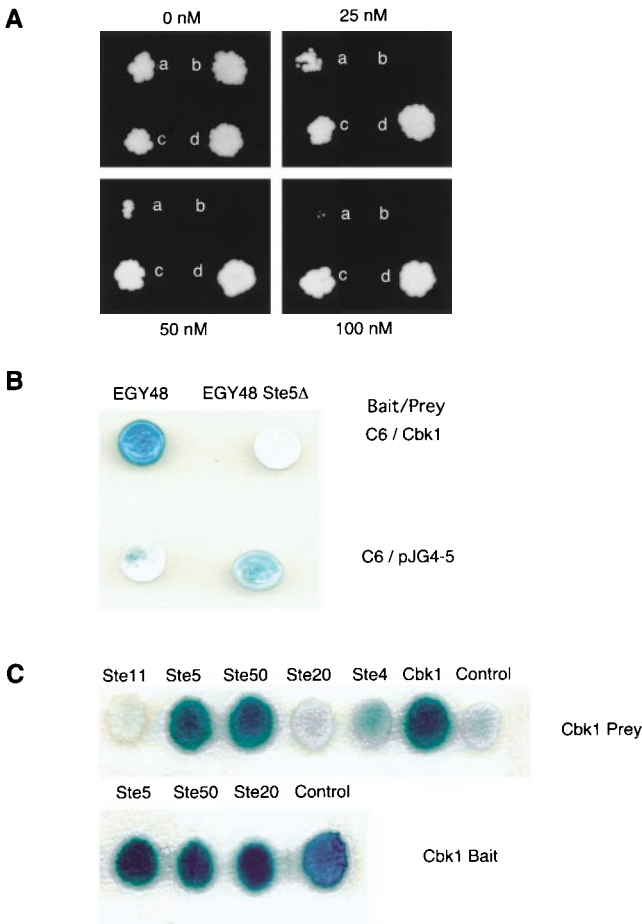 A
0 nM 25 nM
a b a b
c d c d
a b a b
c d c d
50 nM 100 nM
B
EGY48 EGY48 Ste5Δ
Bait/Prey
C6 / Cbk1
C6 / pJG4-5
C
Ste11 Ste5 Ste50 Ste20 Ste4 Cbk1 Control
Cbk1 Prey
Ste5 Ste50 Ste20 Control
Cbk1 Bait